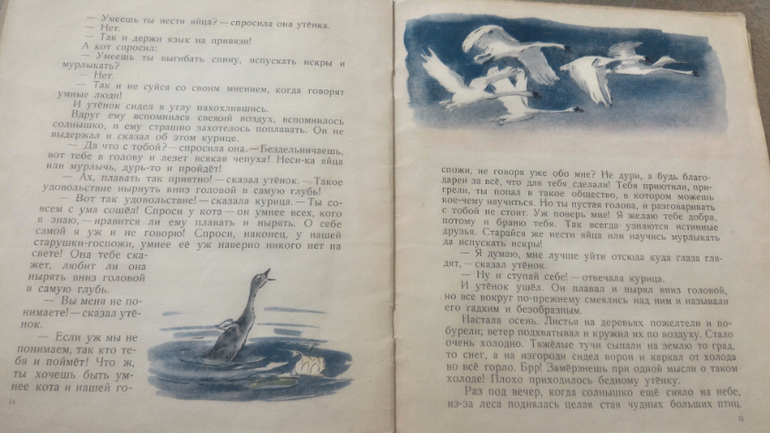 — Умеешь ты нести яйца? — спросила она утёнка.
— Нет.
— Так и держи язык на привязи!
А кот спросил:
— Умеешь ты выгибать спину, испускать искры и
мурлыкать?
— Нет.
— Так и не суйся со своим мнением, когда говорят
умные люди!
И утёнок сидел в углу нахохлившись.
Вдруг ему вспомнился свежий воздух, вспомнилось
солнышко, и ему страшно захотелось поплавать. Он не
выдержал и сказал об этом курице.
— Да что с тобой? — спросила она. — Бездельничаешь,
вот тебе в голову и лезет всякая чепуха! Неси-ка яйца
или мурлычь, дурь-то и пройдёт!
— Ах, плавать так приятно! — сказал утёнок. — Такое
удовольствие нырнуть вниз головой в самую глубь!
— Вот так удовольствие! — сказала курица. — Ты со-
всем с ума сошёл! Спроси у кота — он умнее всех, кого
я знаю, — нравится ли ему плавать и нырять. О себе
самой я уж и не говорю! Спроси, наконец, у нашей
старушки-госпожи, умнее её уж наверно никого нет на
свете! Она тебе ска-
жет, любит ли она
нырять вниз головой
в самую глубь.
— Вы меня не по-
нимаете! — сказал утё-
нок.
— Если уж мы не
понимаем, так кто те-
бя и поймёт! Что ж,
ты хочешь быть ум-
нее кота и нашей го-
14
спожи, не говоря уже обо мне? Не дури, а будь благо-
дарен за всё, что для тебя сделали! Тебя приютили, при-
грели, ты попал в такое общество, в котором можешь
кое-чему научиться. Но ты пустая голова, и разговаривать
с тобой не стоит. Уж поверь мне! Я желаю тебе добра,
потому и браню тебя. Так всегда узнаются истинные
друзья. Старайся же нести яйца или научись мурлыкать
да испускать искры!
— Я думаю, мне лучше уйти отсюда куда глаза гля-
дят, — сказал утёнок.
— Ну и ступай себе! — отвечала курица.
И утёнок ушёл. Он плавал и нырял вниз головой,
но все вокруг по-прежнему смеялись над ним и называли
его гадким и безобразным.
Настала осень. Листья на деревьях пожелтели и по-
бурели; ветер подхватывал и кружил их по воздуху. Стало
очень холодно. Тяжёлые тучи сыпали на землю то град,
то снег, а на изгороди сидел ворон и каркал от холода
во всё горло. Брр! Замёрзнешь при одной мысли о таком
холоде! Плохо приходилось бедному утёнку.
Раз под вечер, когда солнышко ещё сияло на небе,
из-за леса поднялась целая стая чудных больших птиц.
15